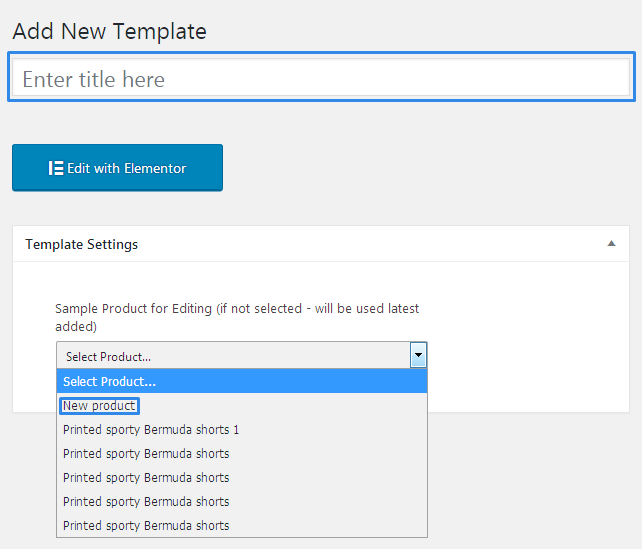 Add New Template
Enter title here
Edit with Elementor
Template Settings
Sample Product for Editing (if not selected - will be used latest
added)
Select Product...
Select Product...
New product
Printed sporty Bermuda shorts 1
Printed sporty Bermuda shorts
Printed sporty Bermuda shorts
Printed sporty Bermuda shorts
Printed sporty Bermuda shorts